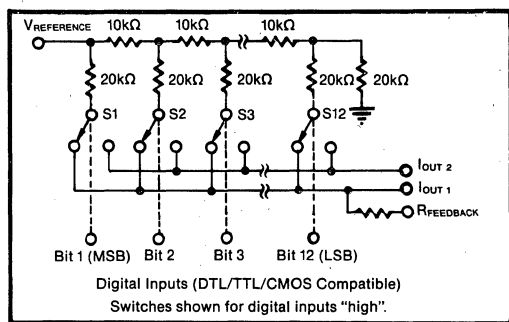 VREFERENCE 10kΩ 10kΩ 10kΩ
20kΩ 20kΩ 20kΩ 20kΩ 20kΩ
S1 S2 S3 S12
IOUT 2
IOUT 1
RFEEDBACK
Bit 1 (MSB) Bit 2 Bit 3 Bit 12 (LSB)
Digital Inputs (DTL/TTL/CMOS Compatible)
Switches shown for digital inputs "high".